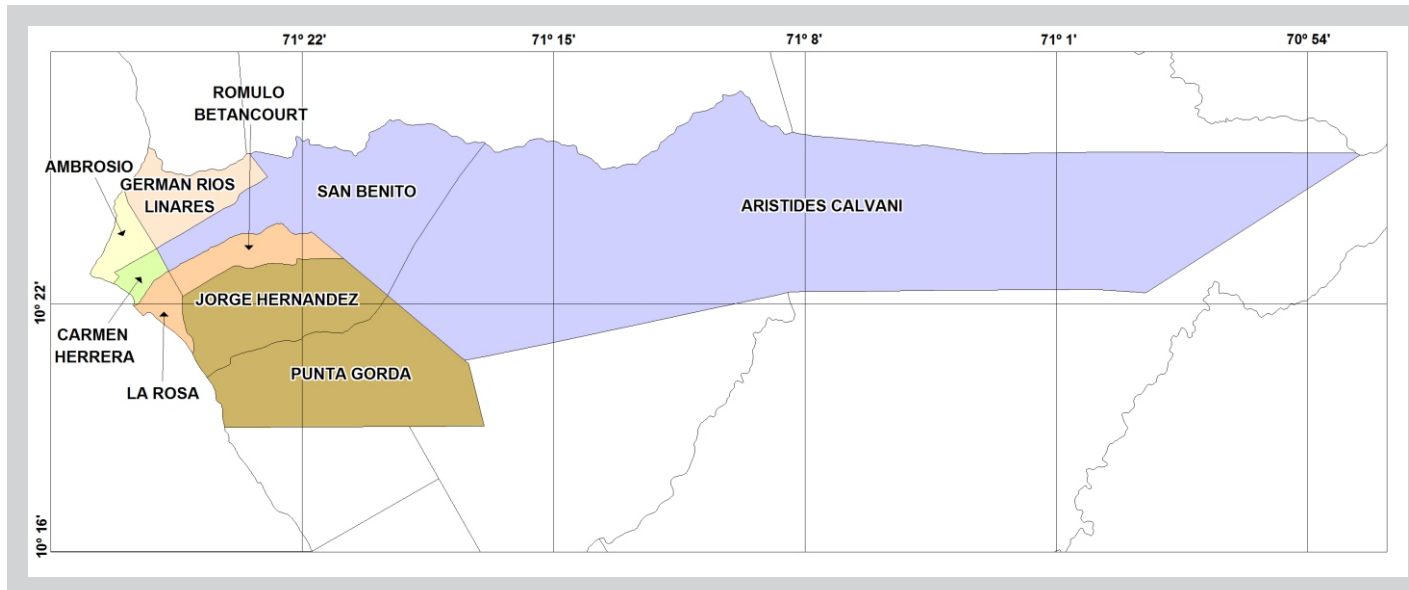 71° 22'
71° 15'
71° 8'
71° 1'
70° 54'
ROMULO
BETANCOURT
AMBROSIO
GERMAN RIOS
LINARES
SAN BENITO
ARISTIDES CALVANI
10° 22'
JORGE HERNANDEZ
CARMEN
HERRERA
PUNTA GORDA
LA ROSA
10° 16'